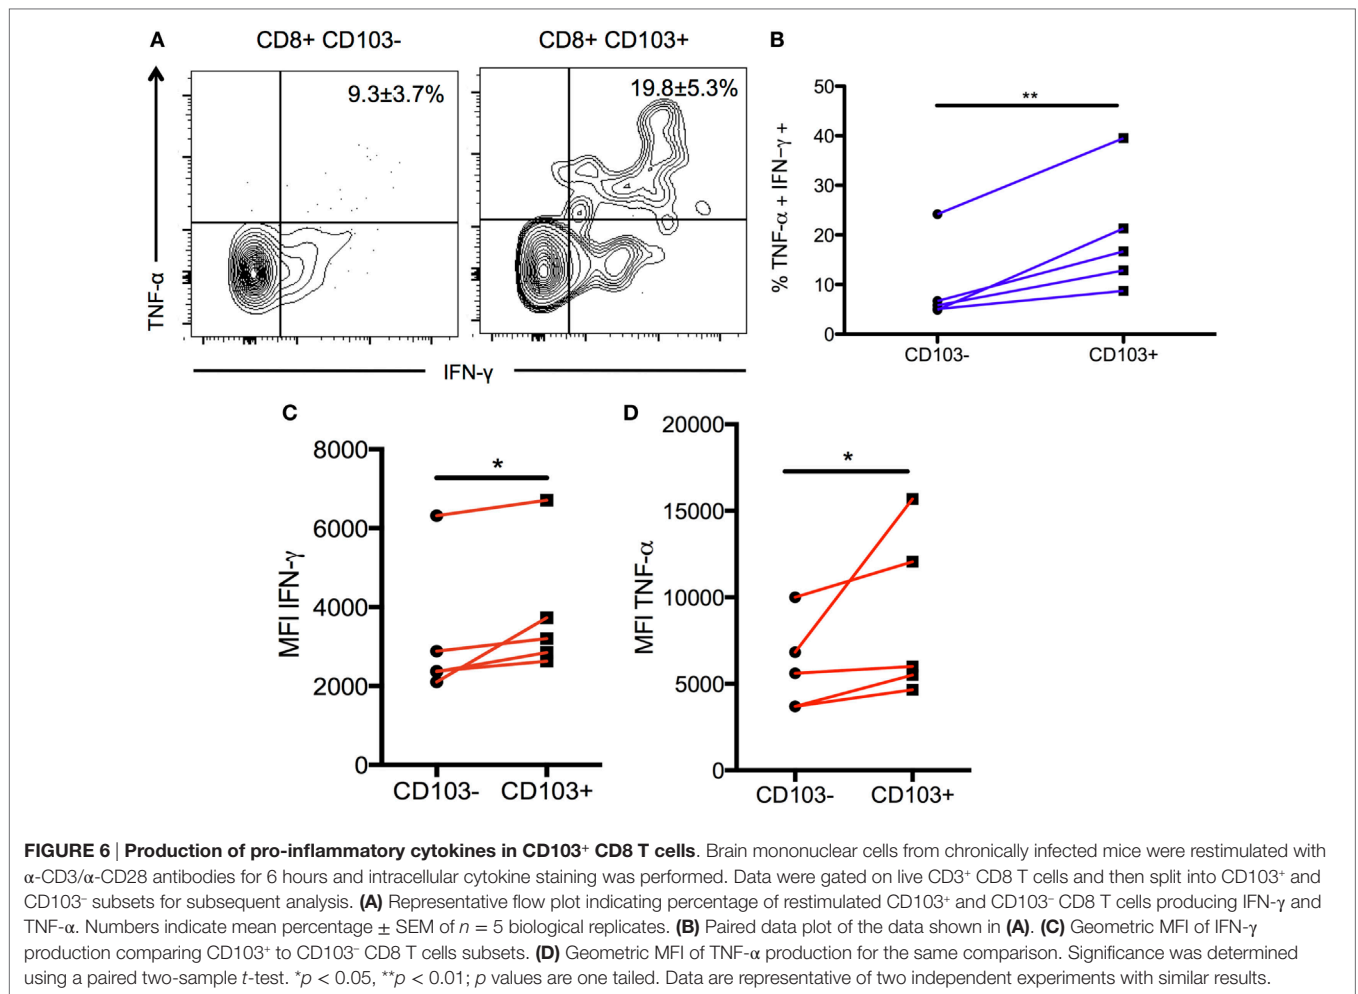 A
CD8+ CD103-
CD8+ CD103+
9.3±3.7%
19.8±5.3%
TNF-α
IFN-γ
B
**
% TNF-α + IFN-γ +
50
40
30
20
10
0
CD103-
CD103+
C
*
MFI IFN-γ
8000
6000
4000
2000
0
CD103-
CD103+
D
*
MFI TNF-α
20000
15000
10000
5000
0
CD103-
CD103+
FIGURE 6 | Production of pro-inflammatory cytokines in CD103⁺ CD8 T cells. Brain mononuclear cells from chronically infected mice were restimulated with
α-CD3/α-CD28 antibodies for 6 hours and intracellular cytokine staining was performed. Data were gated on live CD3⁺ CD8 T cells and then split into CD103⁺ and
CD103⁻ subsets for subsequent analysis. (A) Representative flow plot indicating percentage of restimulated CD103⁺ and CD103⁻ CD8 T cells producing IFN-γ and
TNF-α. Numbers indicate mean percentage ± SEM of n = 5 biological replicates. (B) Paired data plot of the data shown in (A). (C) Geometric MFI of IFN-γ
production comparing CD103⁺ to CD103⁻ CD8 T cells subsets. (D) Geometric MFI of TNF-α production for the same comparison. Significance was determined
using a paired two-sample t-test. *p < 0.05, **p < 0.01; p values are one tailed. Data are representative of two independent experiments with similar results.